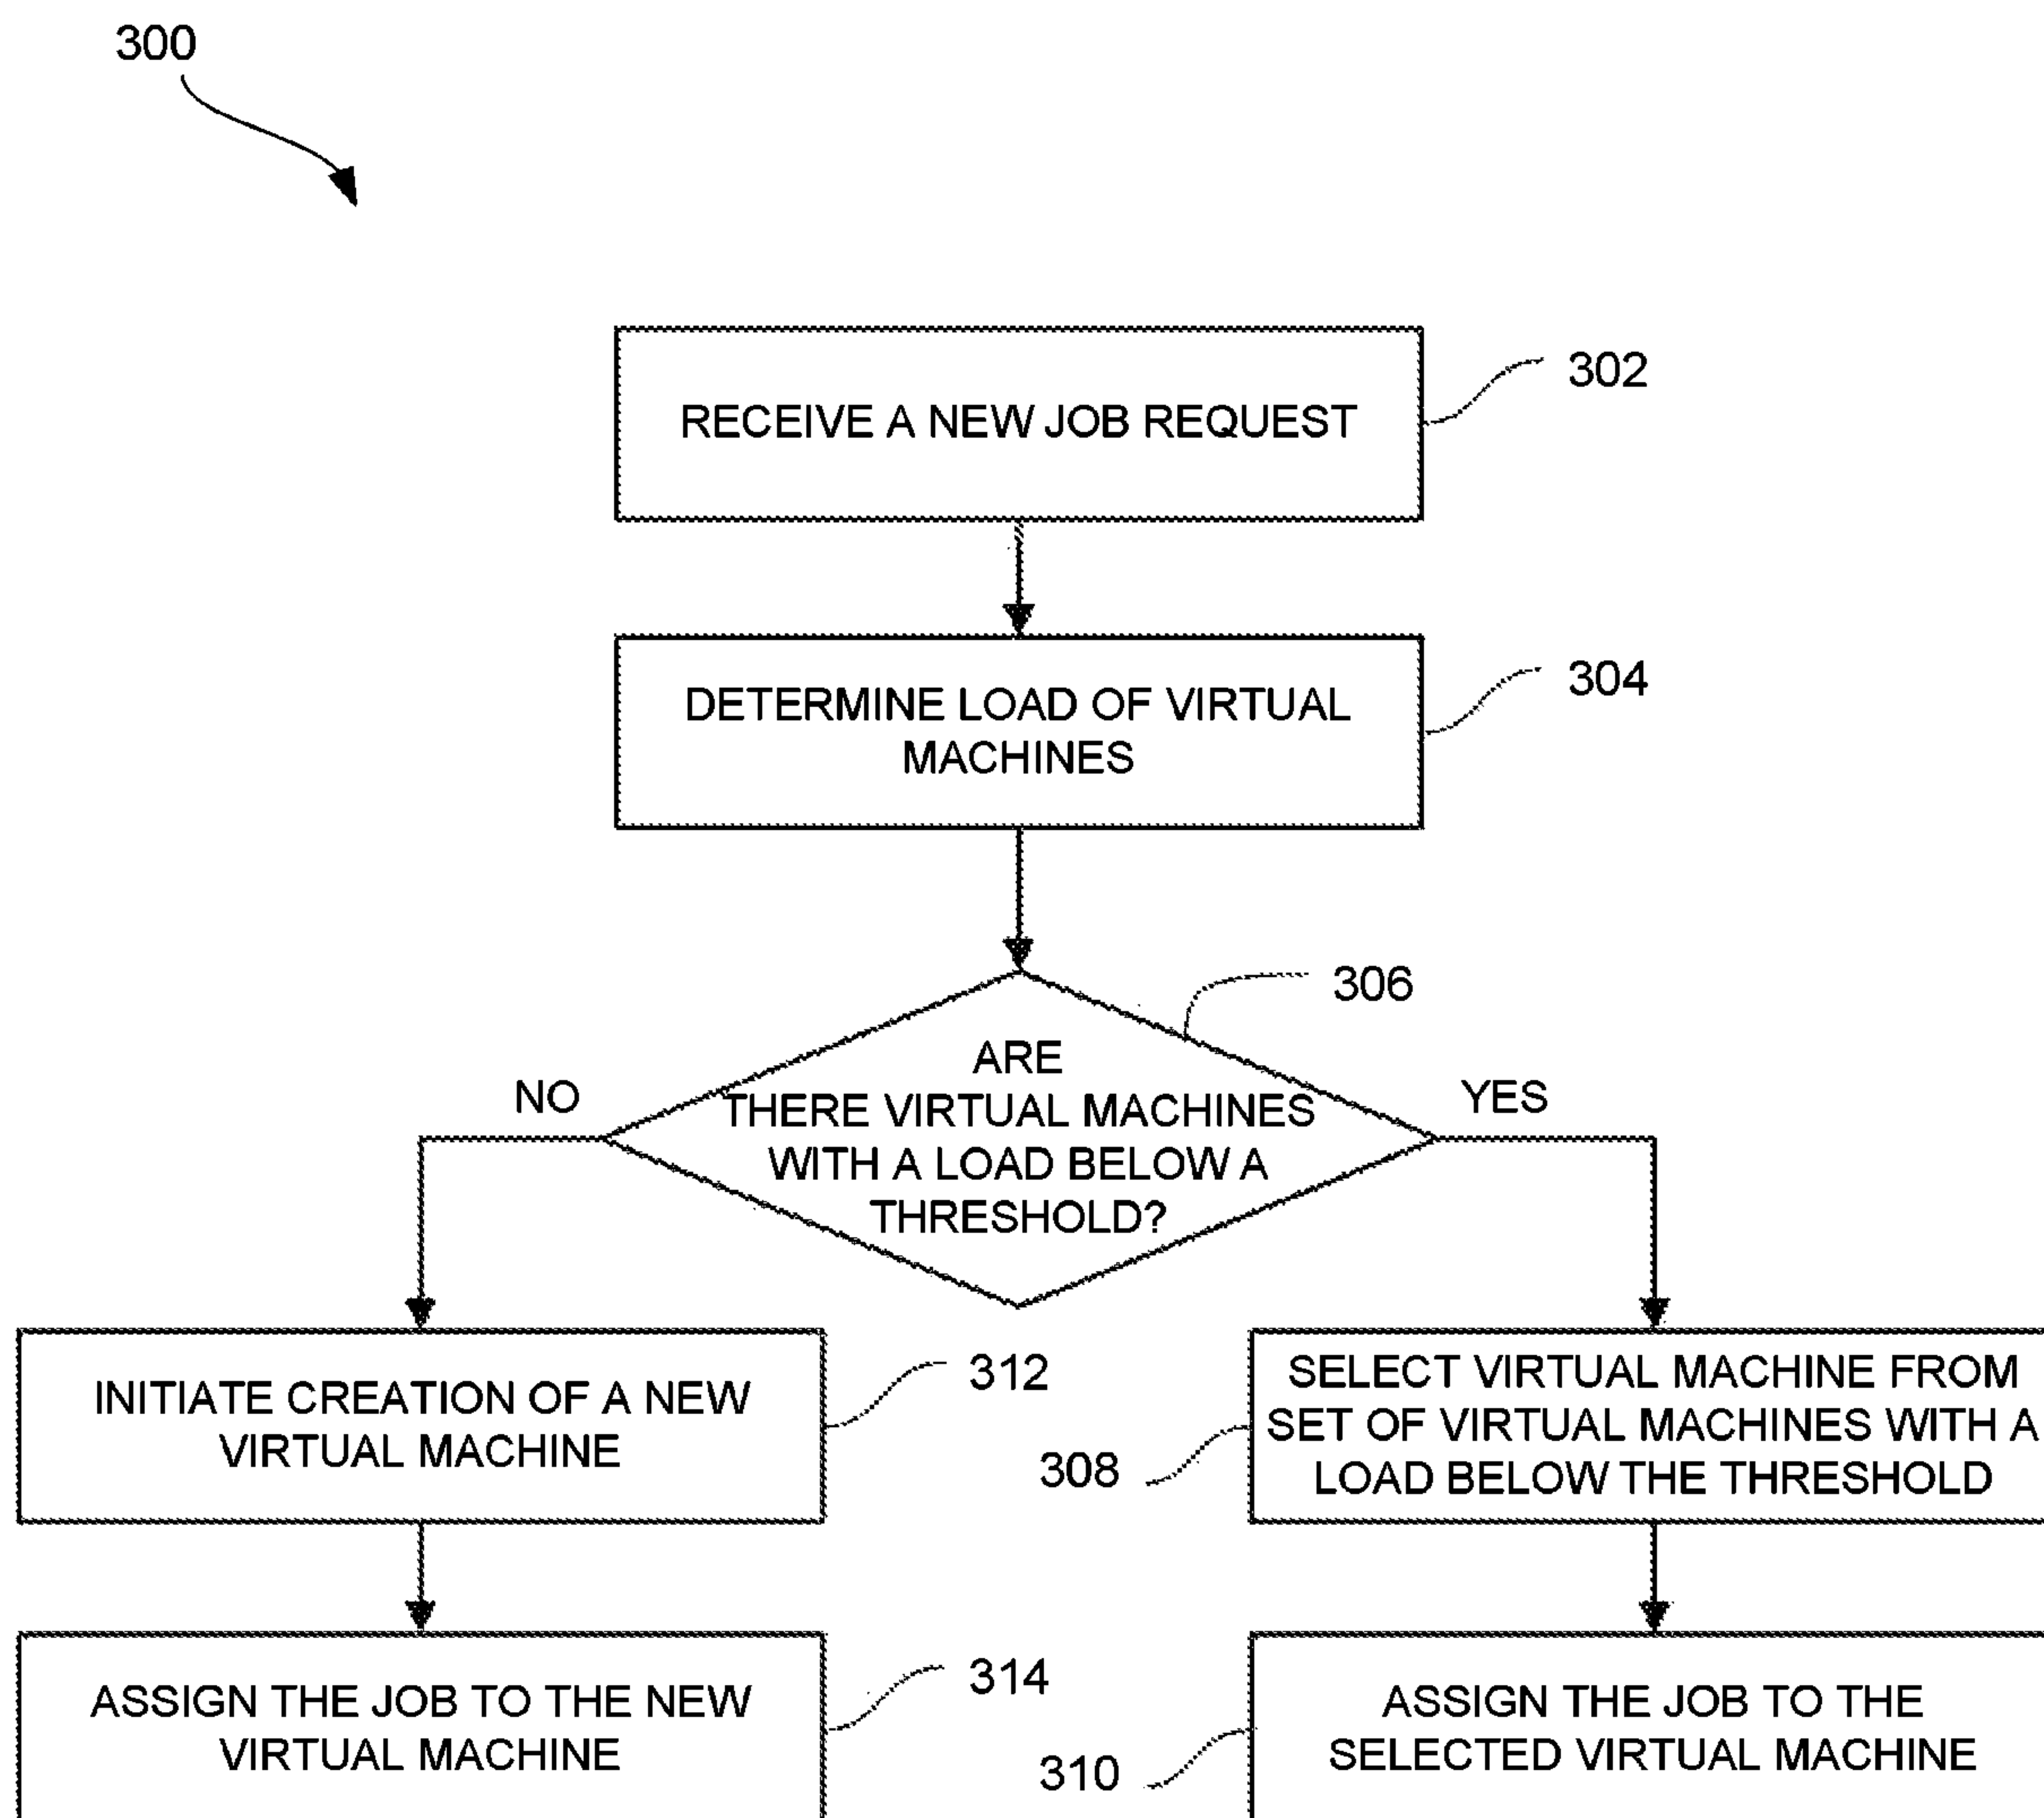 300
RECEIVE A NEW JOB REQUEST
302
DETERMINE LOAD OF VIRTUAL
MACHINES
304
306
ARE
THERE VIRTUAL MACHINES
WITH A LOAD BELOW A
THRESHOLD?
NO
YES
INITIATE CREATION OF A NEW
VIRTUAL MACHINE
312
SELECT VIRTUAL MACHINE FROM
SET OF VIRTUAL MACHINES WITH A
LOAD BELOW THE THRESHOLD
308
ASSIGN THE JOB TO THE NEW
VIRTUAL MACHINE
314
ASSIGN THE JOB TO THE
SELECTED VIRTUAL MACHINE
310